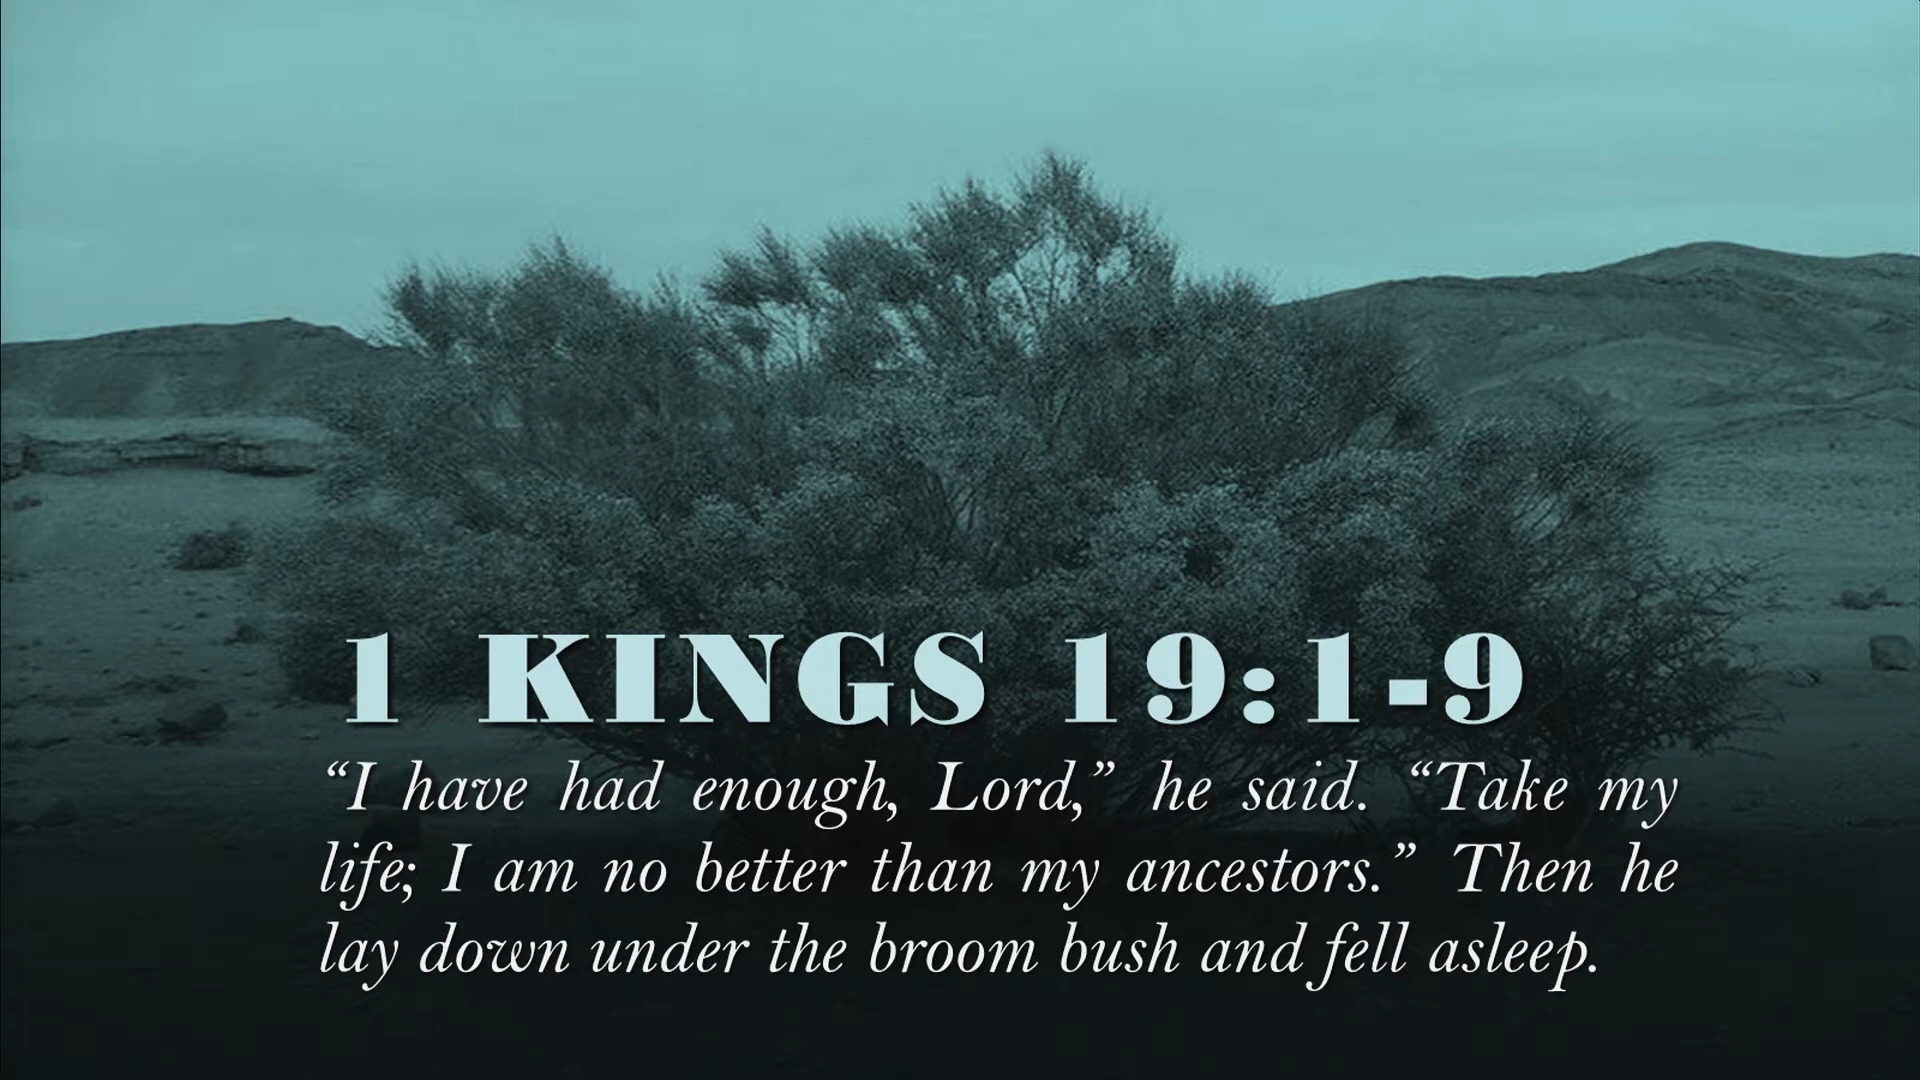 1 KINGS 19:1-9
“I have had enough, Lord,” he said. “Take my
life; I am no better than my ancestors.” Then he
lay down under the broom bush and fell asleep.